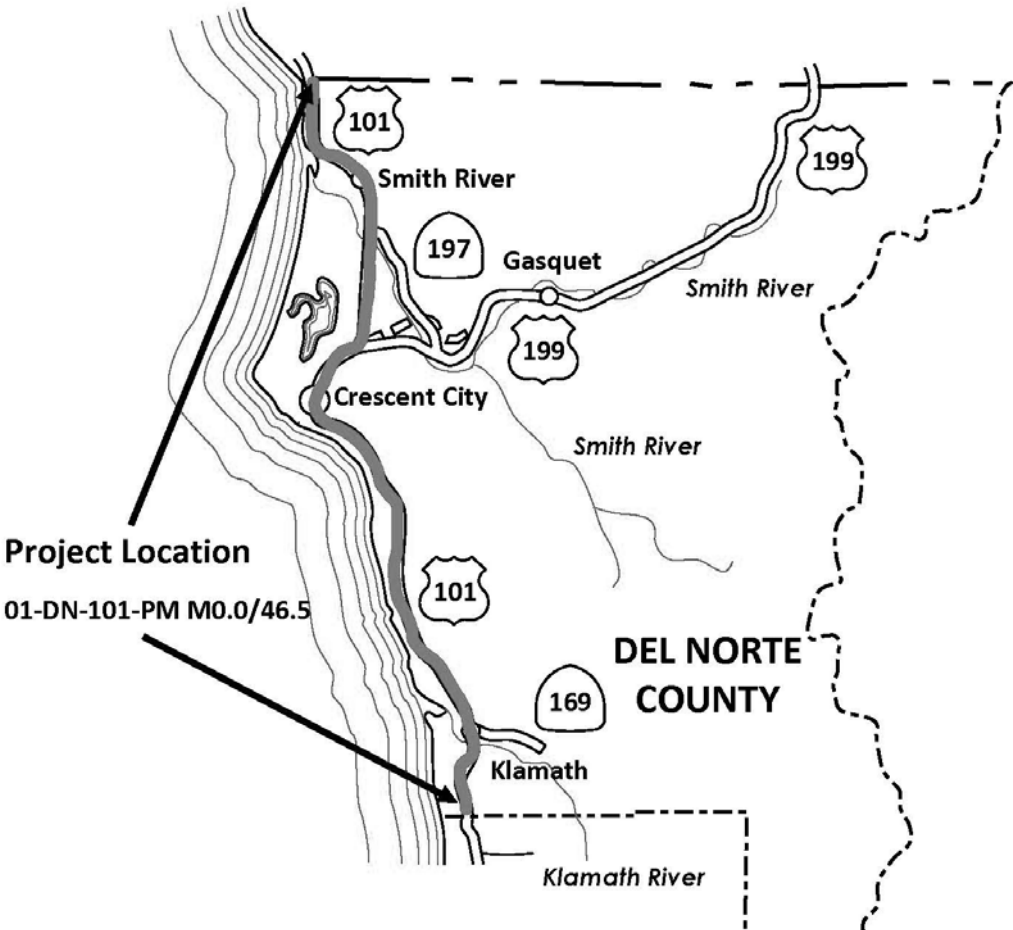 101
199
Smith River
197
Gasquet
Smith River
199
Crescent City
Smith River
Project Location
01-DN-101-PM M0.0/46.5
101
DEL NORTE
COUNTY
169
Klamath
Klamath River